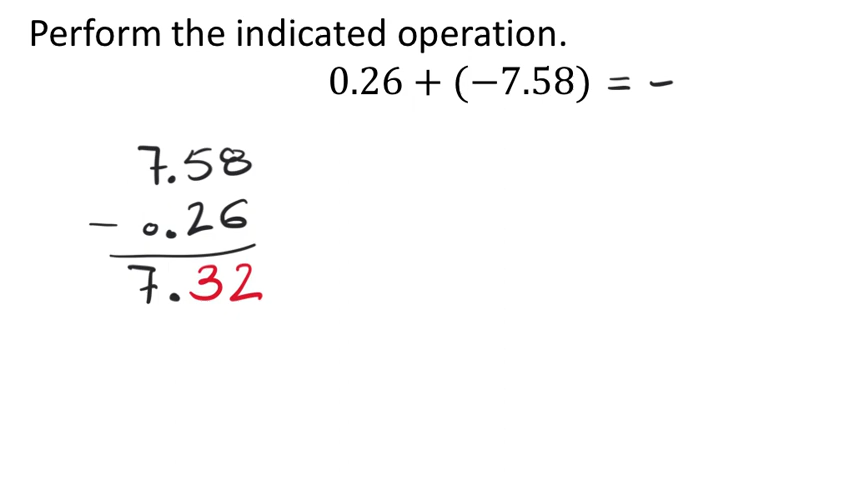 Perform the indicated operation.
0.26 + (−7.58) = −
7.58
− 0.26
7.32